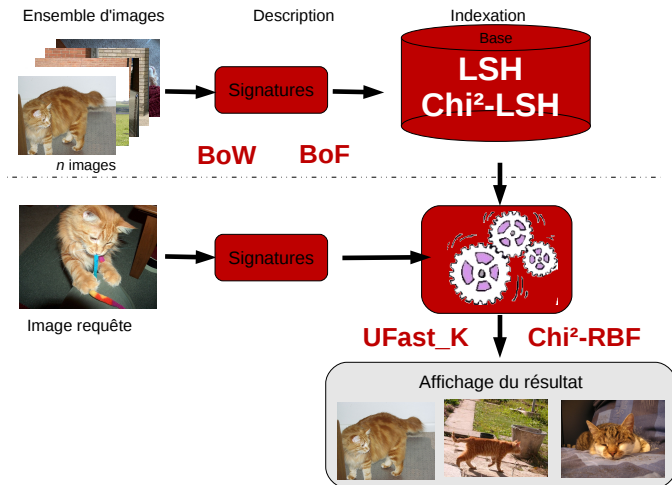 Ensemble d'images
Description
Indexation
Base
LSH
Chi²-LSH
Signatures
BoW
BoF
n images
Signatures
Image requête
UFast_K
Chi²-RBF
Affichage du résultat